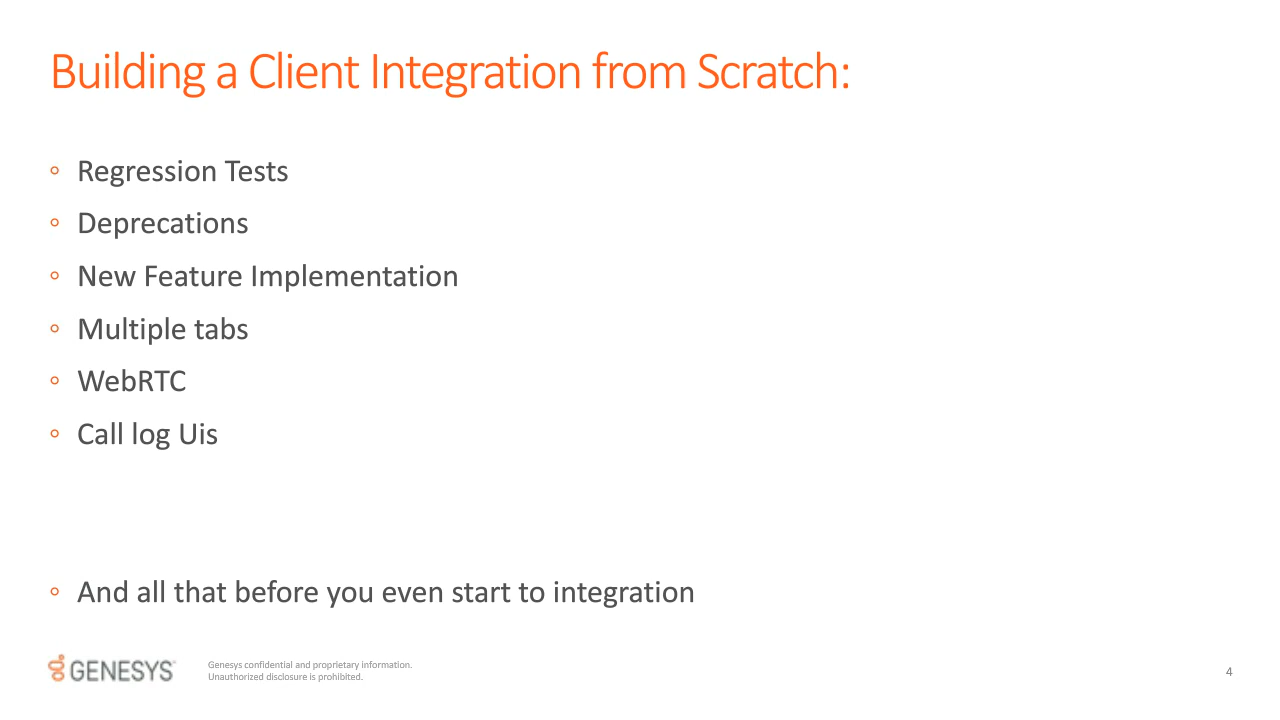 Building a Client Integration from Scratch:
◦ Regression Tests
◦ Deprecations
◦ New Feature Implementation
◦ Multiple tabs
◦ WebRTC
◦ Call log Uis
◦ And all that before you even start to integration
GENESYS™
Genesys confidential and proprietary information.
Unauthorized disclosure is prohibited.
4